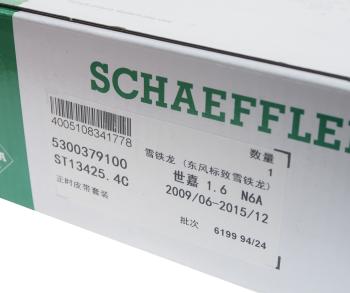 SCHAEFFLER
4005108341778
5300379100
ST13425.4C
正时皮带套装
雪铁龙 (东风标致雪铁龙)
世嘉 1.6 N6A
2009/06-2015/12
数量
1
批次 6199 94/24